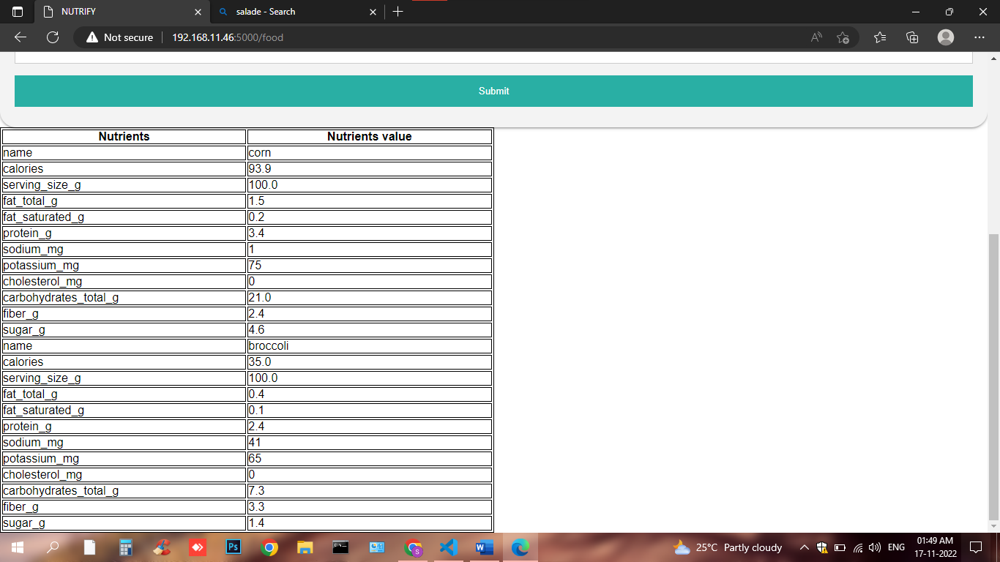 NUTRIFY
salade - Search
Not secure
192.168.11.46:5000/food
Submit
Nutrients Nutrients value
name corn
calories 93.9
serving_size_g 100.0
fat_total_g 1.5
fat_saturated_g 0.2
protein_g 3.4
sodium_mg 1
potassium_mg 75
cholesterol_mg 0
carbohydrates_total_g 21.0
fiber_g 2.4
sugar_g 4.6
name broccoli
calories 35.0
serving_size_g 100.0
fat_total_g 0.4
fat_saturated_g 0.1
protein_g 2.4
sodium_mg 41
potassium_mg 65
cholesterol_mg 0
carbohydrates_total_g 7.3
fiber_g 3.3
sugar_g 1.4
Ps
S
W
25°C Partly cloudy
ENG
01:49 AM
17-11-2022